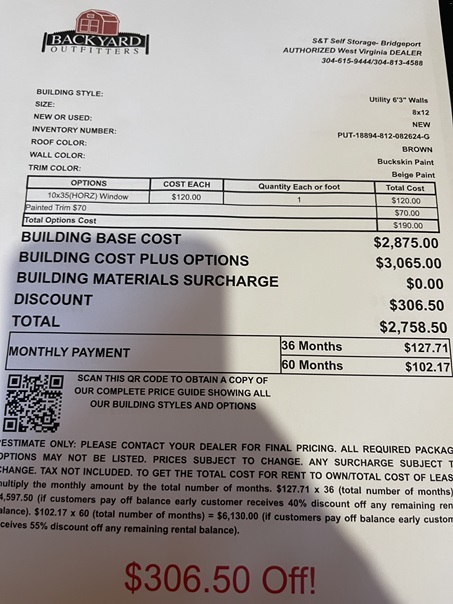 BACKYARD
OUTFITTERS
S&T Self Storage- Bridgeport
AUTHORIZED West Virginia DEALER
304-615-9444/304-813-4588
BUILDING STYLE: Utility 6'3" Walls
SIZE: 8x12
NEW OR USED: NEW
INVENTORY NUMBER: PUT-18894-812-082624-G
ROOF COLOR: BROWN
WALL COLOR: Buckskin Paint
TRIM COLOR: Beige Paint
OPTIONS COST EACH Quantity Each or foot Total Cost
10x35(HORZ) Window $120.00 1 $120.00
Painted Trim $70 $70.00
Total Options Cost $190.00
BUILDING BASE COST $2,875.00
BUILDING COST PLUS OPTIONS $3,065.00
BUILDING MATERIALS SURCHARGE $0.00
DISCOUNT $306.50
TOTAL $2,758.50
MONTHLY PAYMENT 36 Months $127.71
60 Months $102.17
SCAN THIS QR CODE TO OBTAIN A COPY OF
OUR COMPLETE PRICE GUIDE SHOWING ALL
OUR BUILDING STYLES AND OPTIONS
ESTIMATE ONLY: PLEASE CONTACT YOUR DEALER FOR FINAL PRICING. ALL REQUIRED PACKAG
OPTIONS MAY NOT BE LISTED. PRICES SUBJECT TO CHANGE. ANY SURCHARGE SUBJECT T
CHANGE. TAX NOT INCLUDED. TO GET THE TOTAL COST FOR RENT TO OWN/TOTAL COST OF LEAS
multiply the monthly amount by the total number of months. $127.71 x 36 (total number of months)
4,597.50 (if customers pay off balance early customer receives 40% discount off any remaining ren
alance). $102.17 x 60 (total number of months) = $6,130.00 (if customers pay off balance early custom
ceives 55% discount off any remaining rental balance).
$306.50 Off!